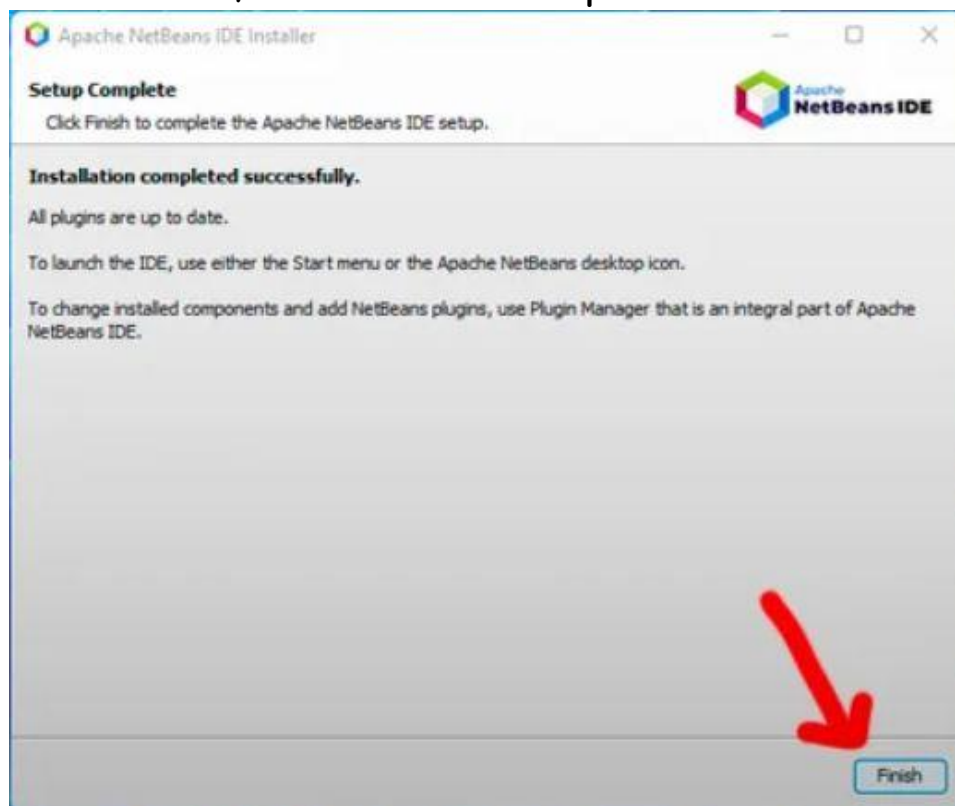 Apache NetBeans IDE Installer
Setup Complete
Click Finish to complete the Apache NetBeans IDE setup.
Apache
NetBeans IDE
Installation completed successfully.
All plugins are up to date.
To launch the IDE, use either the Start menu or the Apache NetBeans desktop icon.
To change installed components and add NetBeans plugins, use Plugin Manager that is an integral part of Apache
NetBeans IDE.
Finish